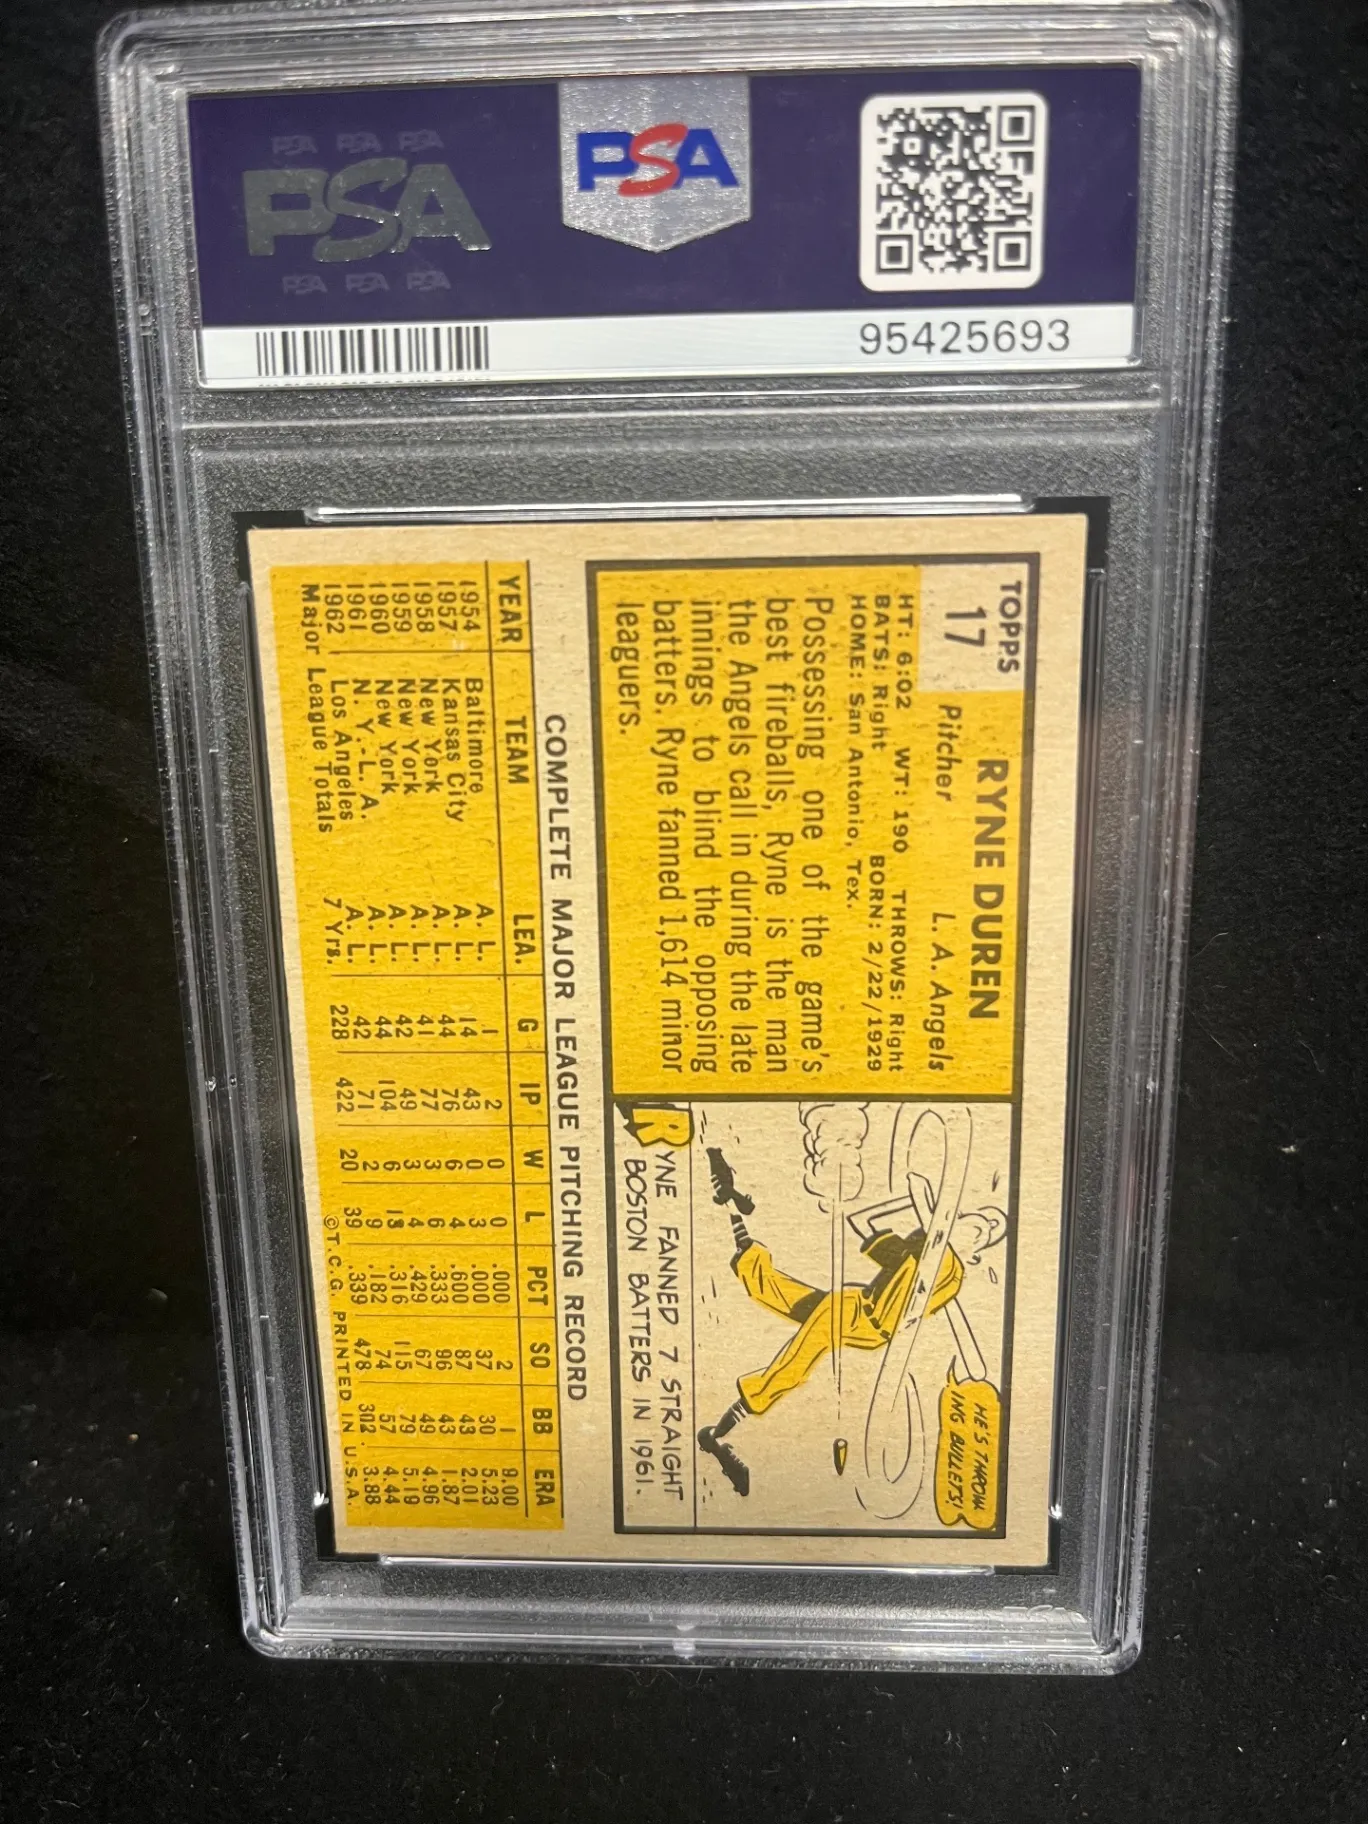 PSA PSA PSA
PSA
PSA PSA PSA
PSA
95425693
TOPPS
17
RYNE DUREN
Pitcher L. A. Angels
HT: 6:02 WT: 190 THROWS: Right
BATS: Right BORN: 2/22/1929
HOME: San Antonio, Tex.
Possessing one of the game's
best fireballs, Ryne is the man
the Angels call in during the late
innings to blind the opposing
batters. Ryne fanned 1,614 minor
leaguers.
HE'S THROW-
ING BULLETS!
RYNE FANNED 7 STRAIGHT
BOSTON BATTERS IN 1961.
COMPLETE MAJOR LEAGUE PITCHING RECORD
YEAR TEAM LEA. G IP W L PCT SO BB ERA
1954 Baltimore A. L. 1 2 0 0 .000 2 1 9.00
1957 Kansas City A. L. 14 43 0 3 .000 37 30 5.23
1958 New York A. L. 44 76 6 4 .600 87 43 2.01
1959 New York A. L. 41 77 3 6 .333 96 43 1.87
1960 New York A. L. 42 49 3 4 .429 67 49 4.96
1961 N. Y.-L. A. A. L. 44 104 6 13 .316 115 79 5.19
1962 Los Angeles A. L. 42 71 2 9 .182 74 57 4.44
Major League Totals 7 Yrs. 228 422 20 39 .339 478 302 3.88
©T.C.G. PRINTED IN U.S.A.